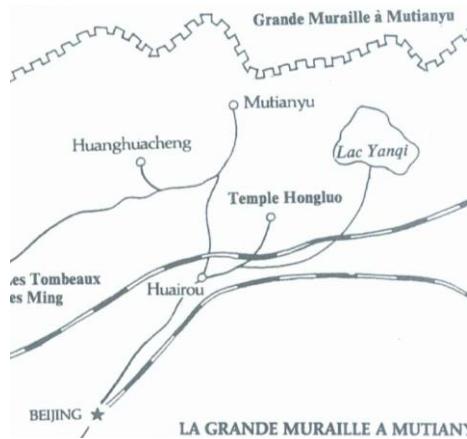 Grande Muraille à Mutianyu
Mutianyu
Huanghuacheng
Lac Yanqi
Temple Hongluo
es Tombeaux
es Ming
Huairou
BEIJING
LA GRANDE MURAILLE A MUTIANY